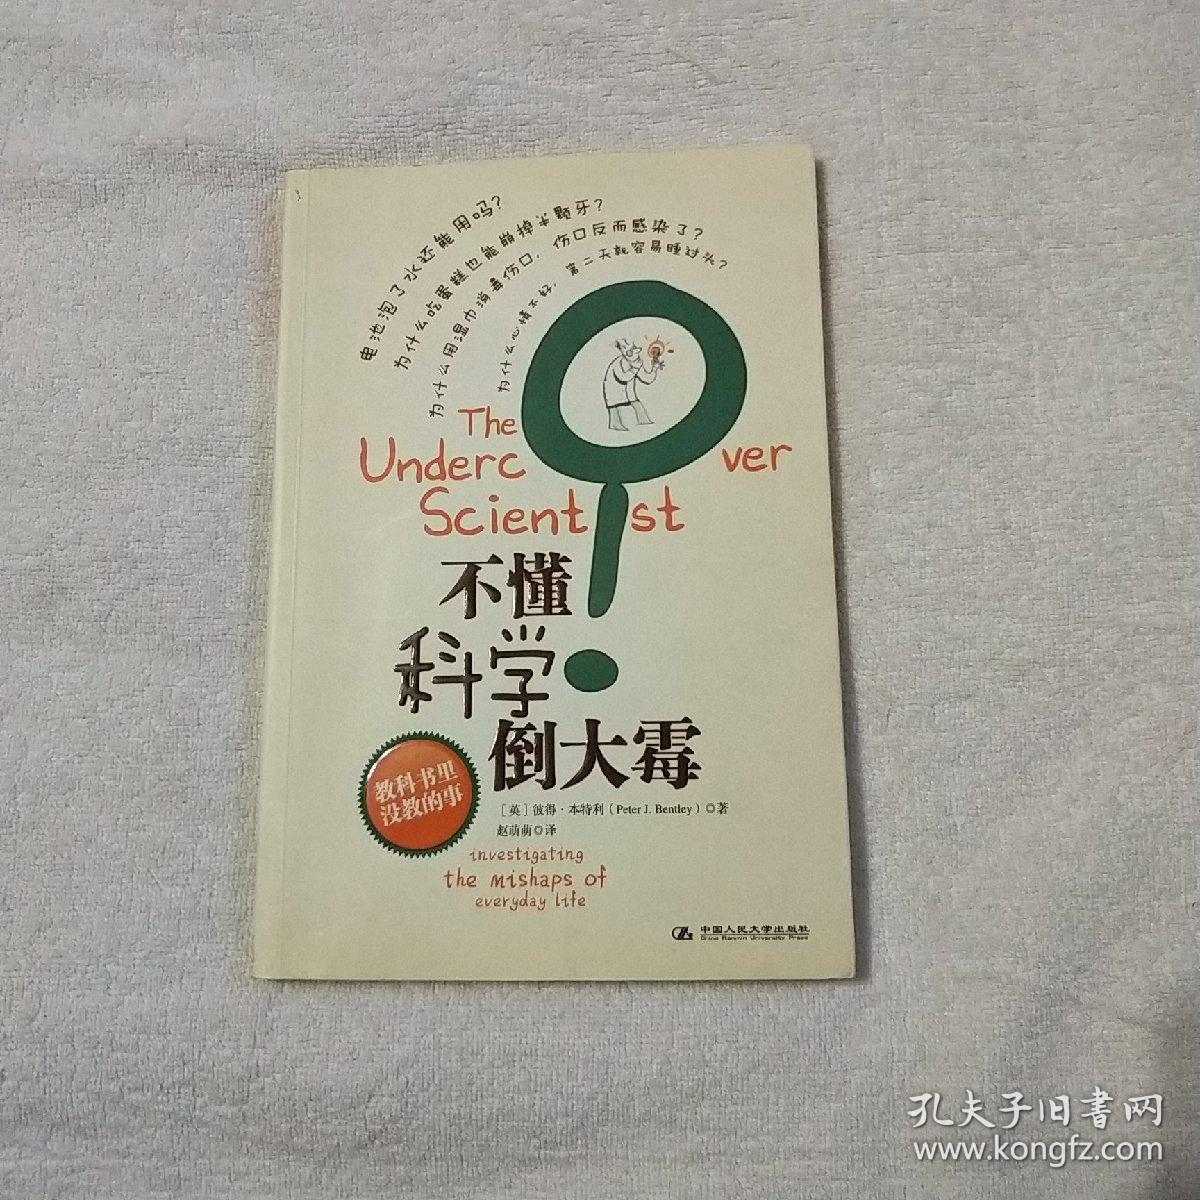 电池泡了水还能用吗？
为什么吃蛋糕也能崩掉半颗牙？
为什么用湿巾消毒伤口，伤口反而感染了？
为什么心情不好，第二天就容易睡过头？
The
Undercover
Scientist
不懂
科学
倒大霉
教科书里
没教的事
［英］彼得·本特利（Peter J. Bentley）◎著
赵萌萌◎译
investigating
the mishaps of
everyday life
中国人民大学出版社
China Renmin University Press
孔夫子旧书网
www.kongfz.com